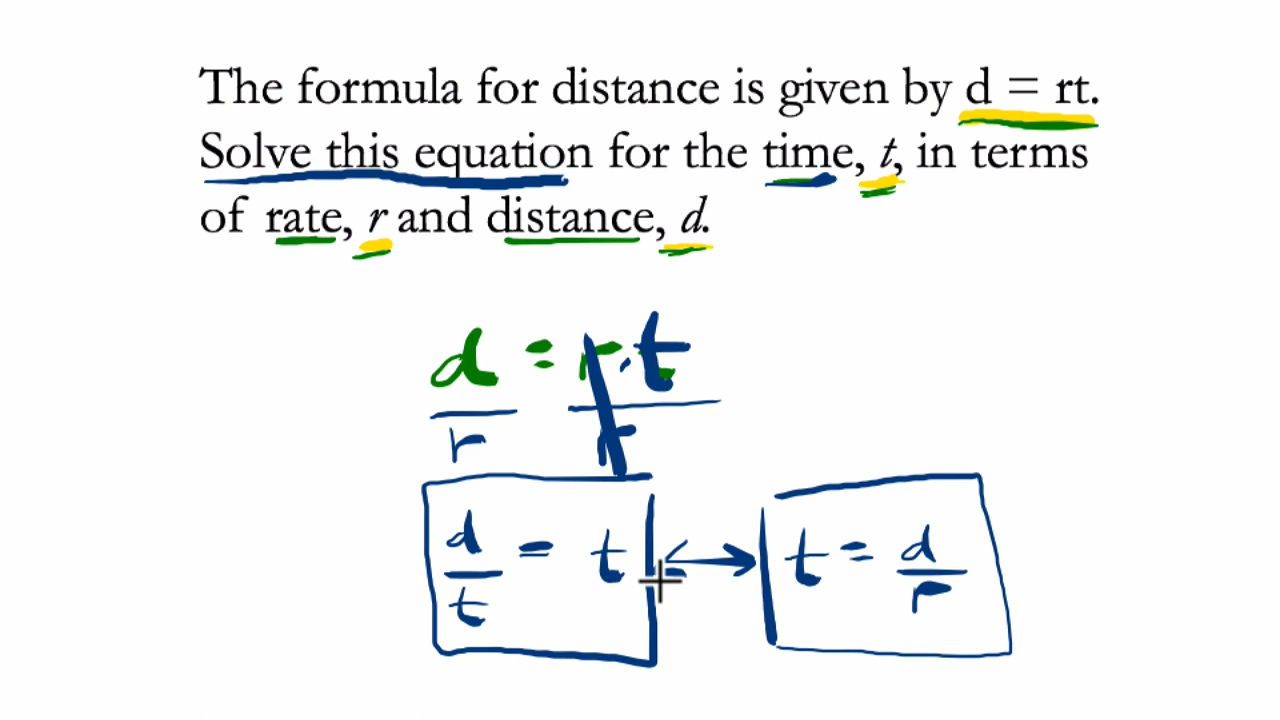 The formula for distance is given by d = rt.
Solve this equation for the time, t, in terms
of rate, r and distance, d.
d = r · t
r r
d = t t = d
t r